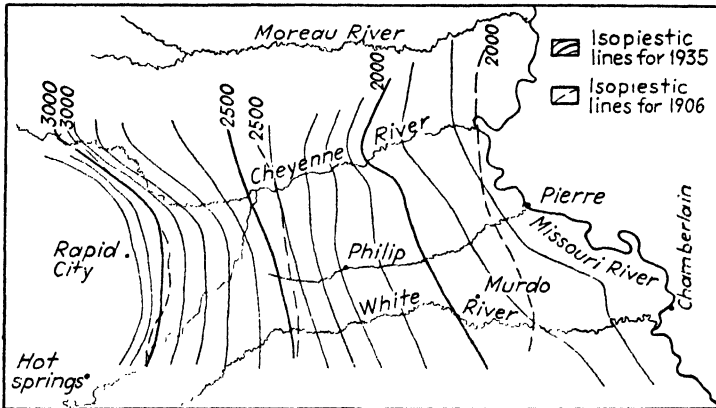 Moreau River
2000
Isopiestic
lines for 1935
Isopiestic
lines for 1906
3000
3000
2500
2500
2000
Cheyenne River
Pierre
Missouri River
Chamberlain
Rapid
City
Philip
Murdo
White River
Hot
springs